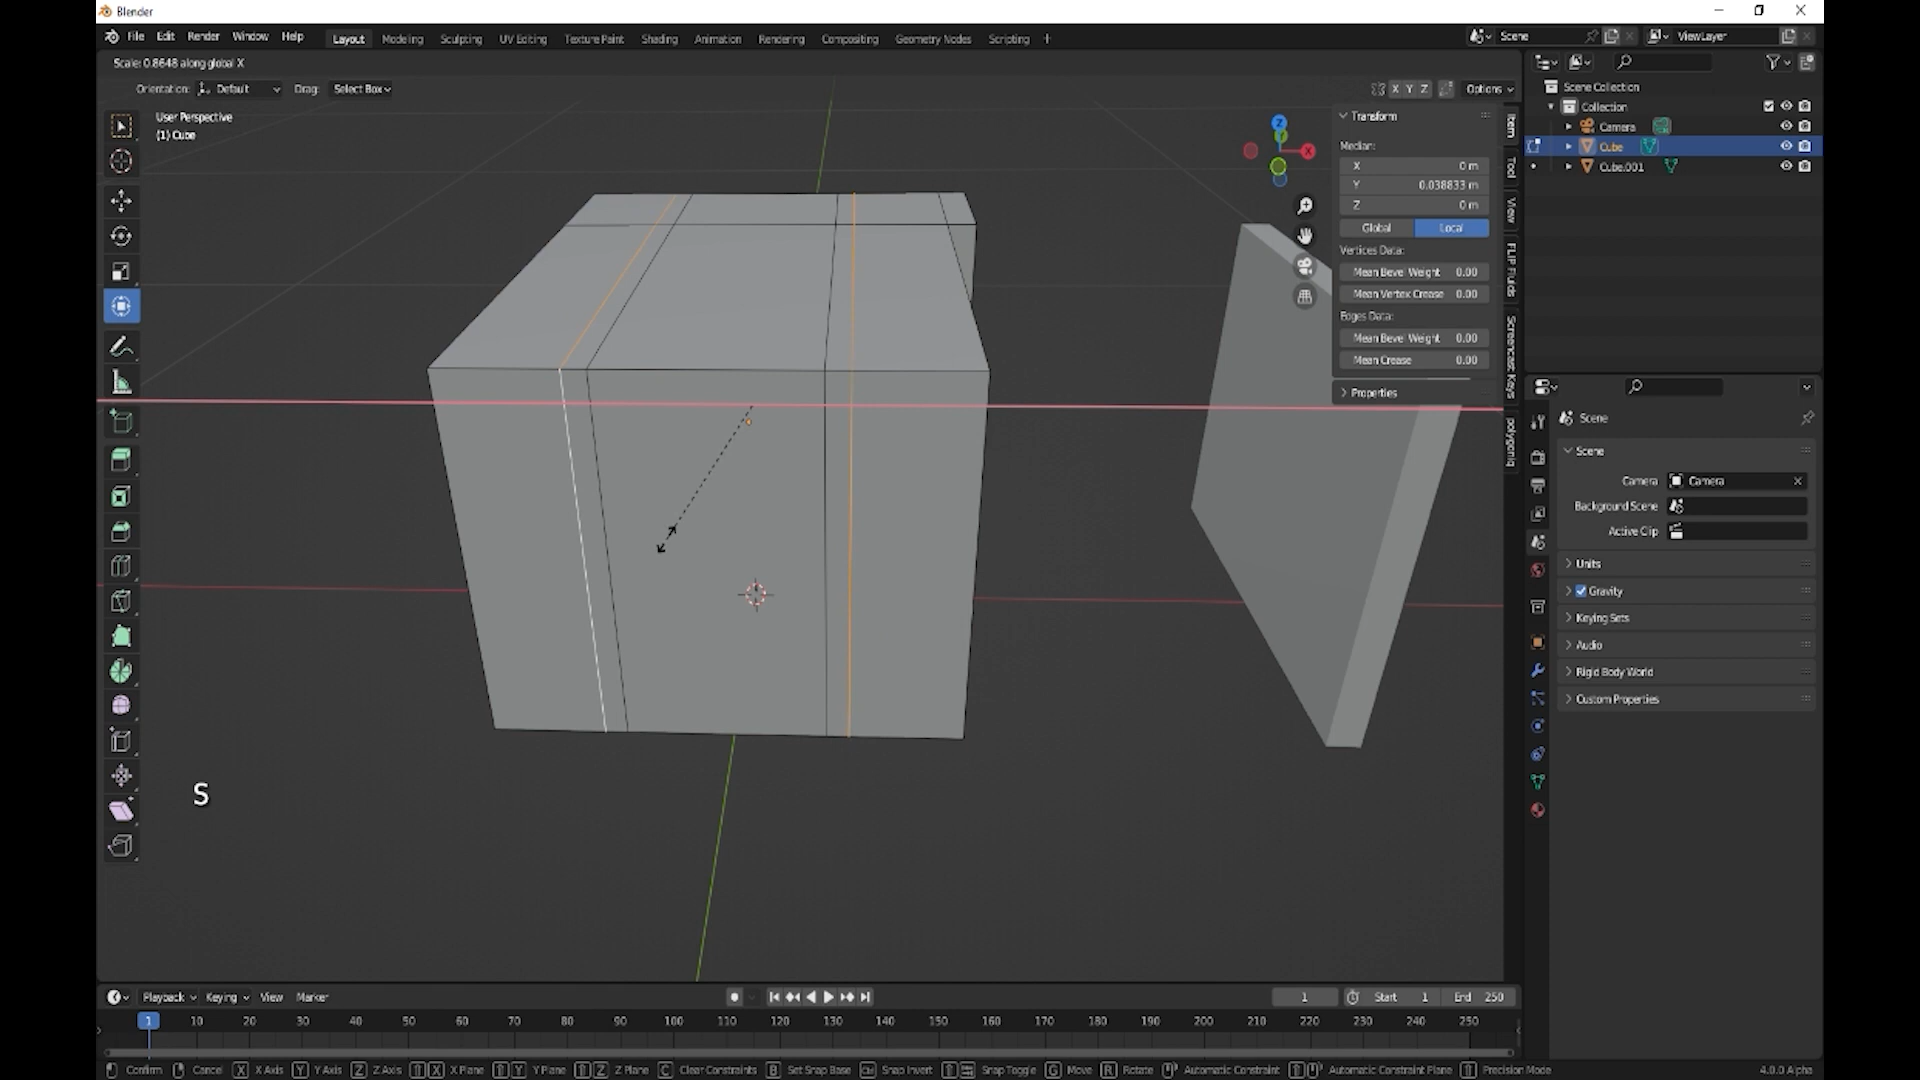 Blender
File Edit Render Window Help Layout Modeling Sculpting UV Editing Texture Paint Shading Animation Rendering Compositing Geometry Nodes Scripting + Scene ViewLayer
Scale: 0.8648 along global X
Orientation: Default Drag: Select Box X Y Z Options
User Perspective
(1) Cube
Z
Y
X
Transform
Median:
X 0 m
Y 0.038833 m
Z 0 m
Global Local
Vertices Data:
Mean Bevel Weight 0.00
Mean Vertex Crease 0.00
Edges Data:
Mean Bevel Weight 0.00
Mean Crease 0.00
Properties
Item
Tool
View
FLIP Fluids
Screencast Keys
polygoniq
Scene Collection
Collection
Camera
Cube
Cube.001
Scene
Scene
Camera Camera
Background Scene
Active Clip
Units
Gravity
Keying Sets
Audio
Rigid Body World
Custom Properties
S
Playback Keying View Marker 1 Start 1 End 250
1 10 20 30 40 50 60 70 80 90 100 110 120 130 140 150 160 170 180 190 200 210 220 230 240 250
Confirm Cancel X X Axis Y Y Axis Z Z Axis X X Plane Y Y Plane Z Z Plane C Clear Constraints B Set Snap Base Snap Invert Snap Toggle G Move R Rotate Automatic Constraint Automatic Constraint Plane Precision Mode 4.0.0 Alpha